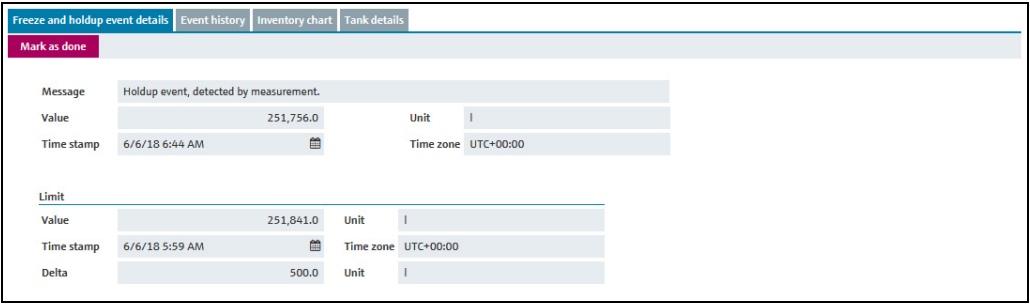 Freeze and holdup event details Event history Inventory chart Tank details
Mark as done
Message Holdup event, detected by measurement.
Value 251,756.0 Unit l
Time stamp 6/6/18 6:44 AM Time zone UTC+00:00
Limit
Value 251,841.0 Unit l
Time stamp 6/6/18 5:59 AM Time zone UTC+00:00
Delta 500.0 Unit l